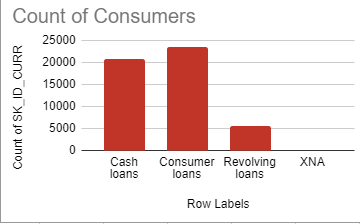 Count of Consumers
Count of SK_ID_CURR
25000
20000
15000
10000
5000
0
Cash
loans
Consumer
loans
Revolving
loans
XNA
Row Labels